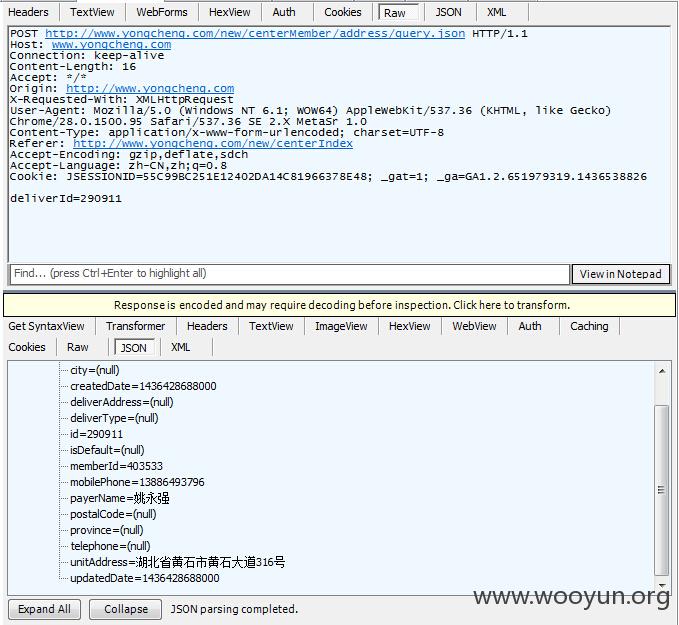 Headers TextView WebForms HexView Auth Cookies Raw JSON XML
POST http://www.yongcheng.com/new/centerMember/address/query.json HTTP/1.1
Host: www.yongcheng.com
Connection: keep-alive
Content-Length: 16
Accept: */*
Origin: http://www.yongcheng.com
X-Requested-With: XMLHttpRequest
User-Agent: Mozilla/5.0 (Windows NT 6.1; WOW64) AppleWebKit/537.36 (KHTML, like Gecko)
Chrome/28.0.1500.95 Safari/537.36 SE 2.X MetaSr 1.0
Content-Type: application/x-www-form-urlencoded; charset=UTF-8
Referer: http://www.yongcheng.com/new/centerIndex
Accept-Encoding: gzip,deflate,sdch
Accept-Language: zh-CN,zh;q=0.8
Cookie: JSESSIONID=55C99BC251E12402DA14C81966378E48; _gat=1; _ga=GA1.2.651979319.1436538826
deliverId=290911
Find... (press Ctrl+Enter to highlight all) View in Notepad
Response is encoded and may require decoding before inspection. Click here to transform.
Get SyntaxView Transformer Headers TextView ImageView HexView WebView Auth Caching
Cookies Raw JSON XML
city=(null)
createdDate=1436428688000
deliverAddress=(null)
deliverType=(null)
id=290911
isDefault=(null)
memberId=403533
mobilePhone=13886493796
payerName=姚永强
postalCode=(null)
province=(null)
telephone=(null)
unitAddress=湖北省黄石市黄石大道316号
updatedDate=1436428688000
www.wooyun.org
Expand All Collapse JSON parsing completed.